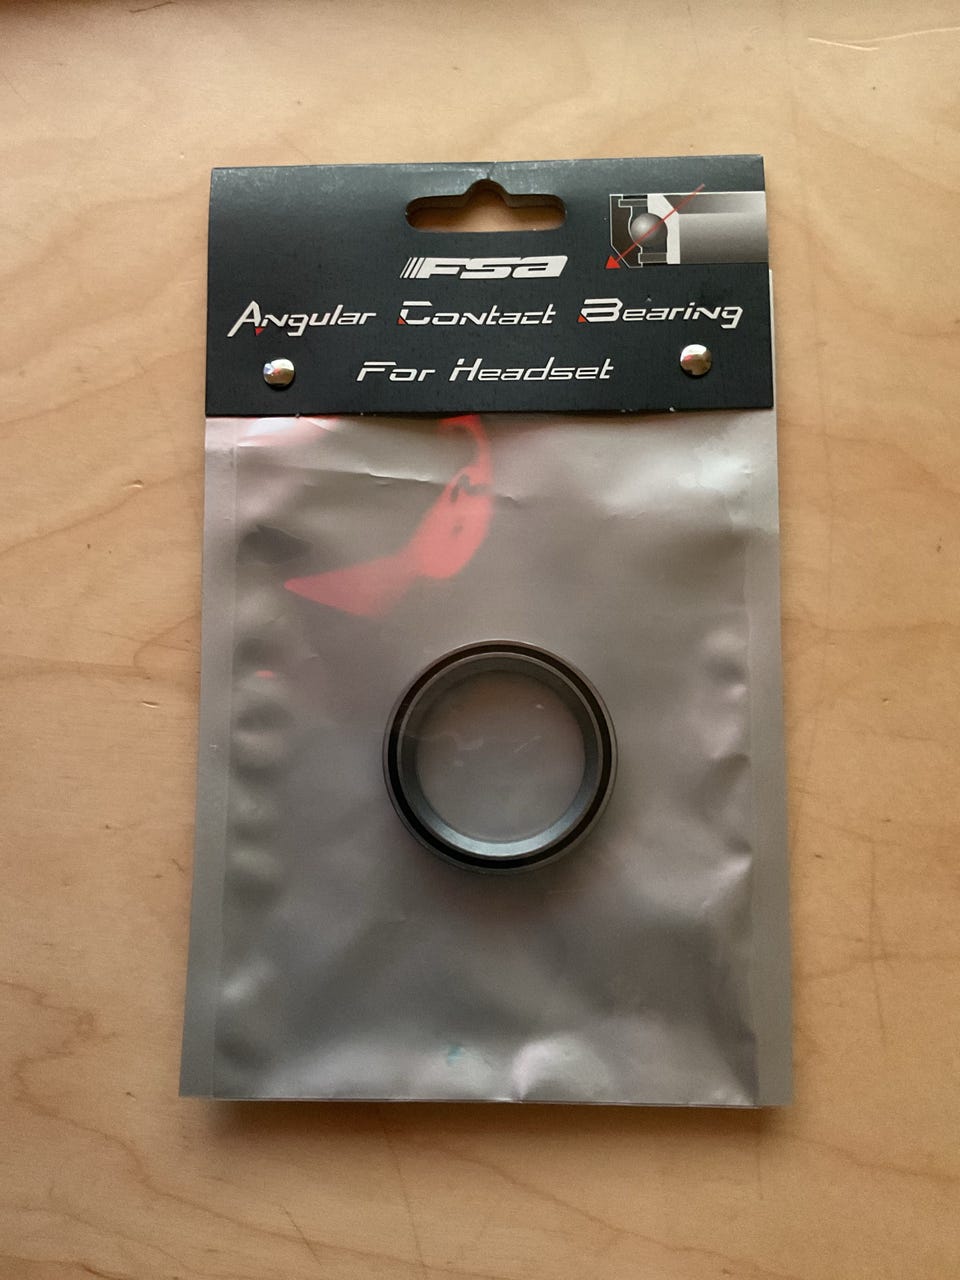 FSA
Angular Contact Bearing
For Headset